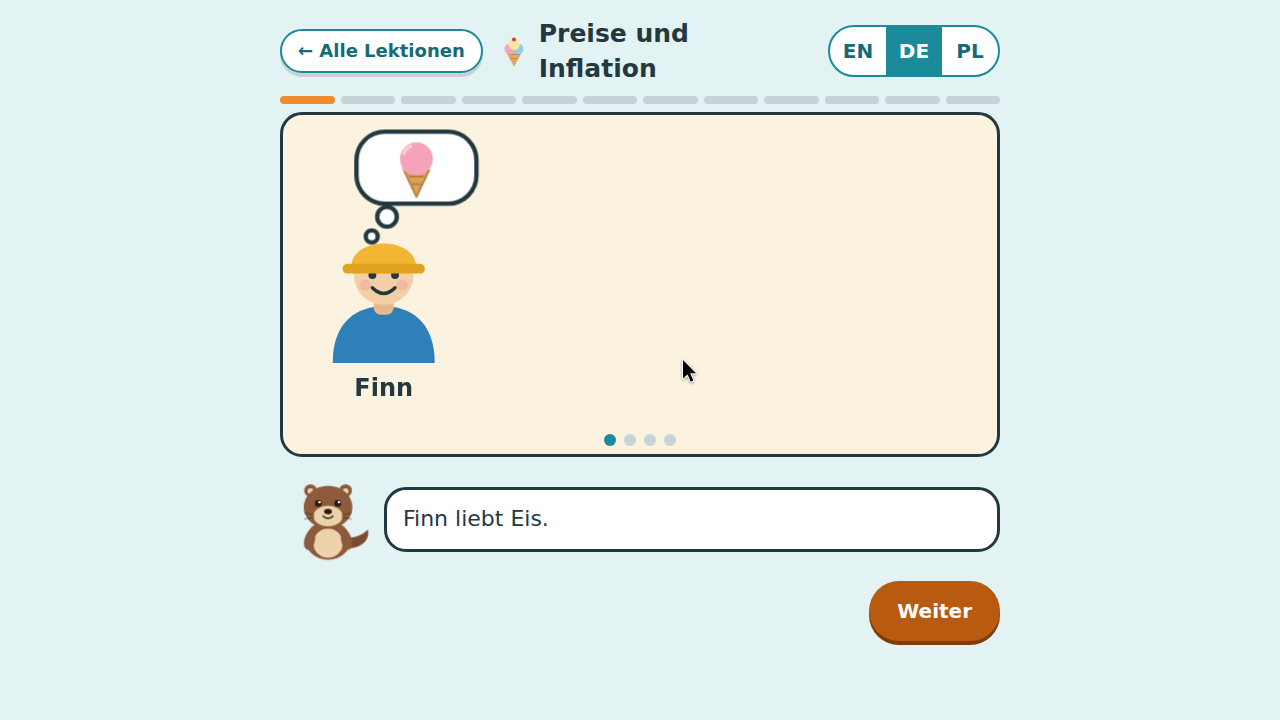 ← Alle Lektionen
Preise und
Inflation
EN DE PL
Finn
Finn liebt Eis.
Weiter